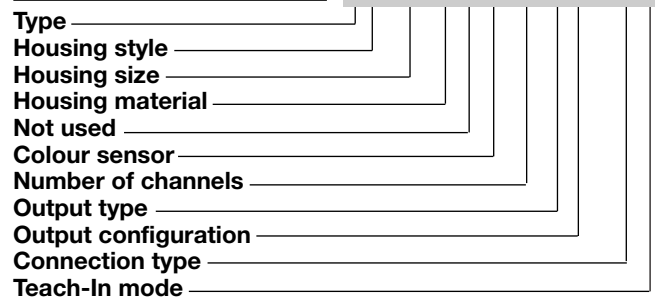 Type
Housing style
Housing size
Housing material
Not used
Colour sensor
Number of channels
Output type
Output configuration
Connection type
Teach-In mode